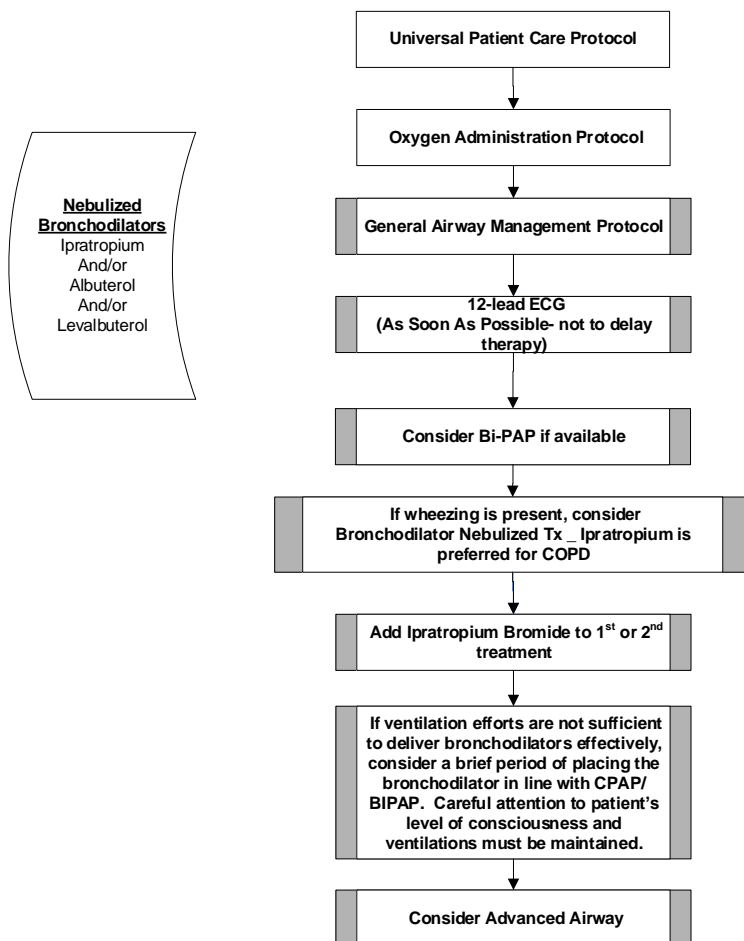 Universal Patient Care Protocol
Oxygen Administration Protocol
Nebulized
Bronchodilators
Ipratropium
And/or
Albuterol
And/or
Levalbuterol
General Airway Management Protocol
12-lead ECG
(As Soon As Possible- not to delay
therapy)
Consider Bi-PAP if available
If wheezing is present, consider
Bronchodilator Nebulized Tx _ Ipratropium is
preferred for COPD
Add Ipratropium Bromide to 1st or 2nd
treatment
If ventilation efforts are not sufficient
to deliver bronchodilators effectively,
consider a brief period of placing the
bronchodilator in line with CPAP/
BIPAP.  Careful attention to patient's
level of consciousness and
ventilations must be maintained.
Consider Advanced Airway